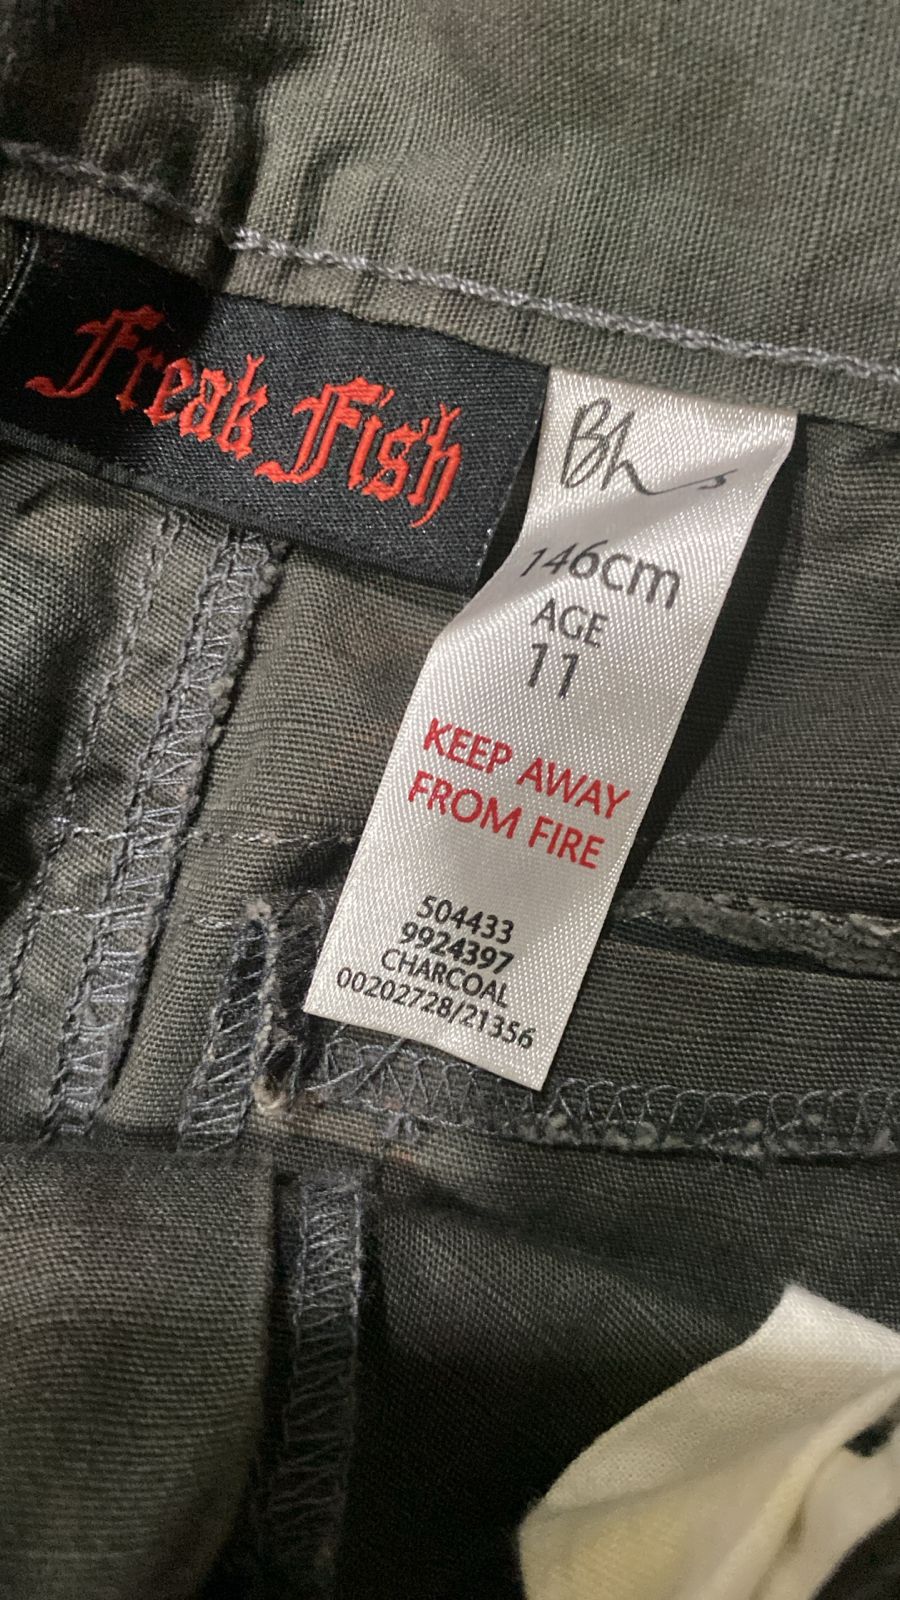 Freak Fish
Bhs
146cm
AGE
11
KEEP AWAY
FROM FIRE
504433
9924397
CHARCOAL
00202728/21356